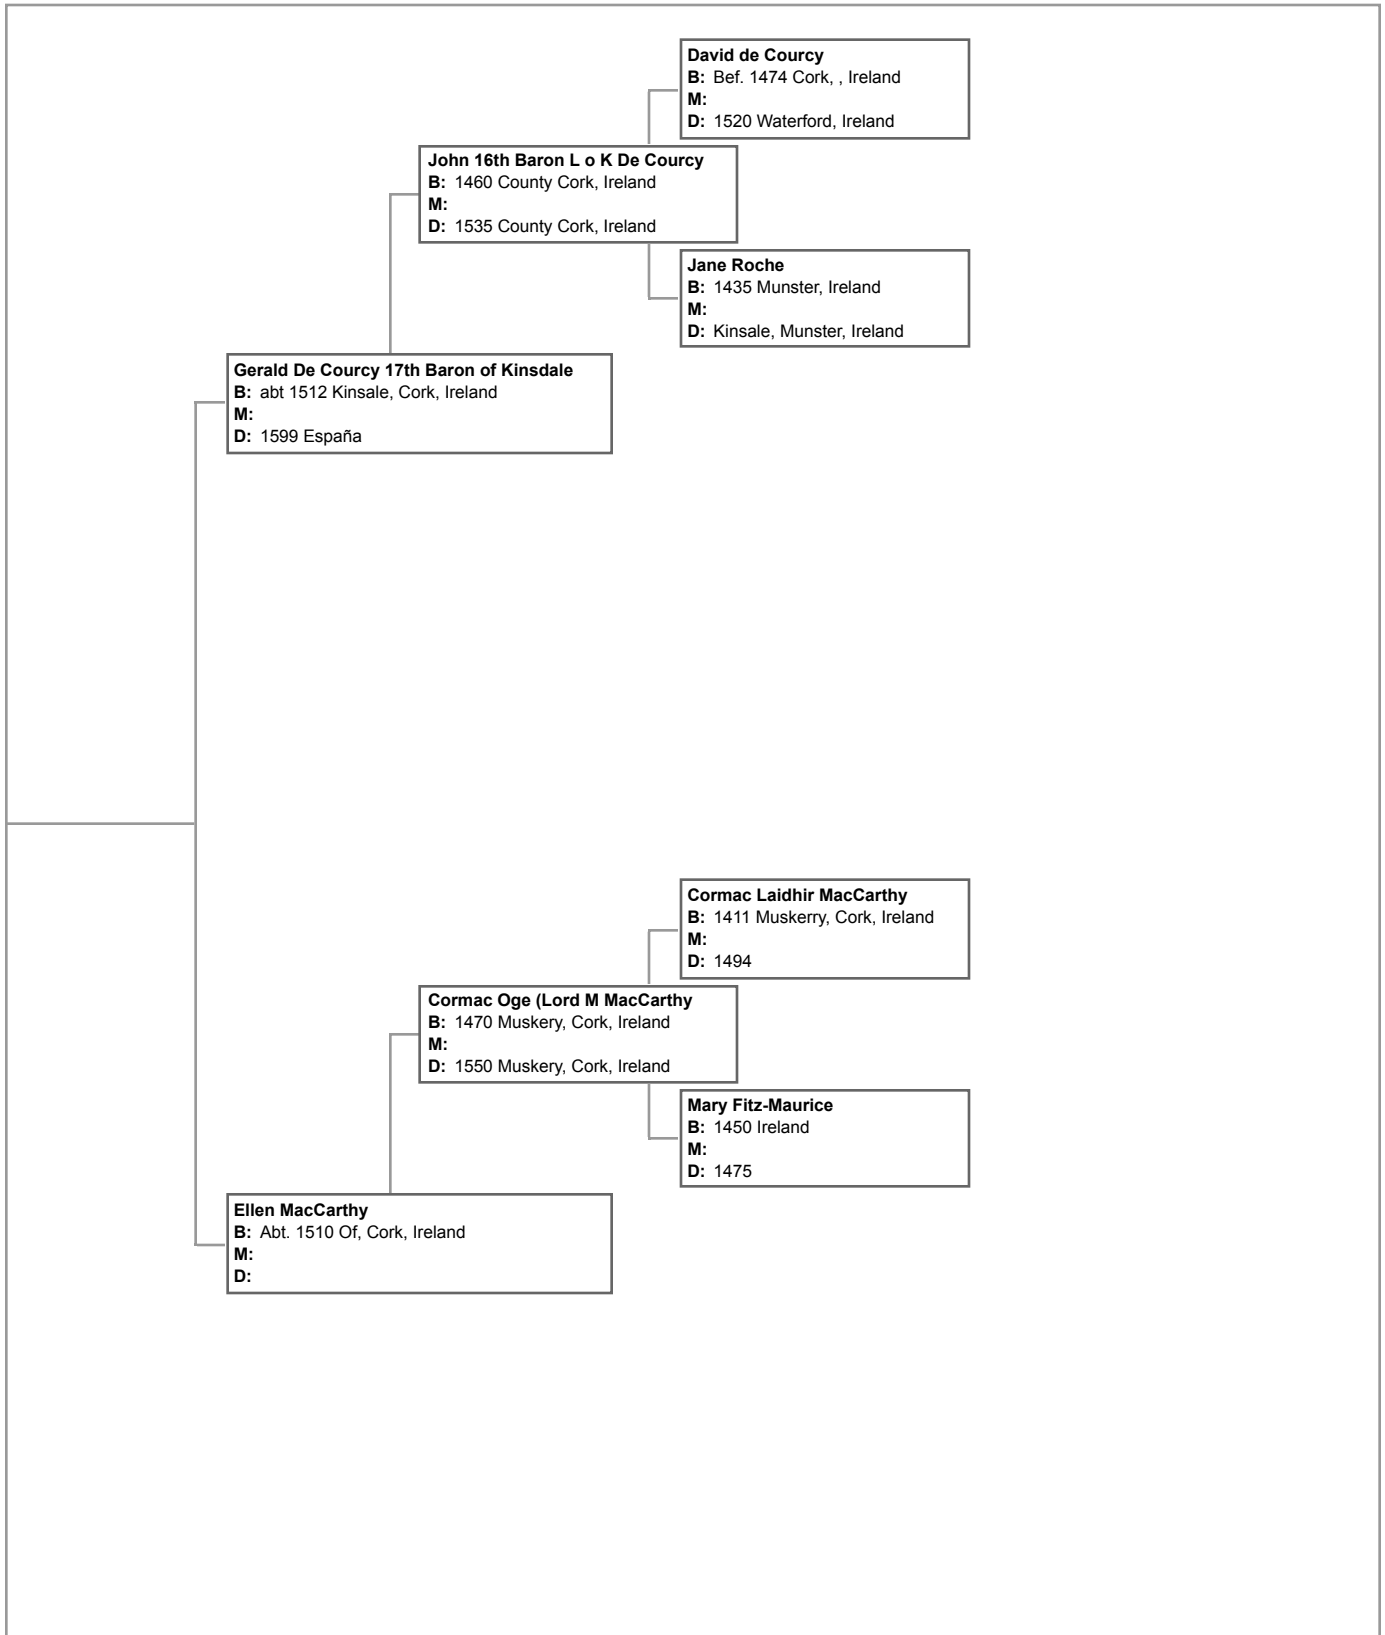 David de Courcy
B: Bef. 1474 Cork, , Ireland
M:
D: 1520 Waterford, Ireland
John 16th Baron L o K De Courcy
B: 1460 County Cork, Ireland
M:
D: 1535 County Cork, Ireland
Jane Roche
B: 1435 Munster, Ireland
M:
D: Kinsale, Munster, Ireland
Gerald De Courcy 17th Baron of Kinsdale
B: abt 1512 Kinsale, Cork, Ireland
M:
D: 1599 España
Cormac Laidhir MacCarthy
B: 1411 Muskerry, Cork, Ireland
M:
D: 1494
Cormac Oge (Lord M MacCarthy
B: 1470 Muskery, Cork, Ireland
M:
D: 1550 Muskery, Cork, Ireland
Mary Fitz-Maurice
B: 1450 Ireland
M:
D: 1475
Ellen MacCarthy
B: Abt. 1510 Of, Cork, Ireland
M:
D: